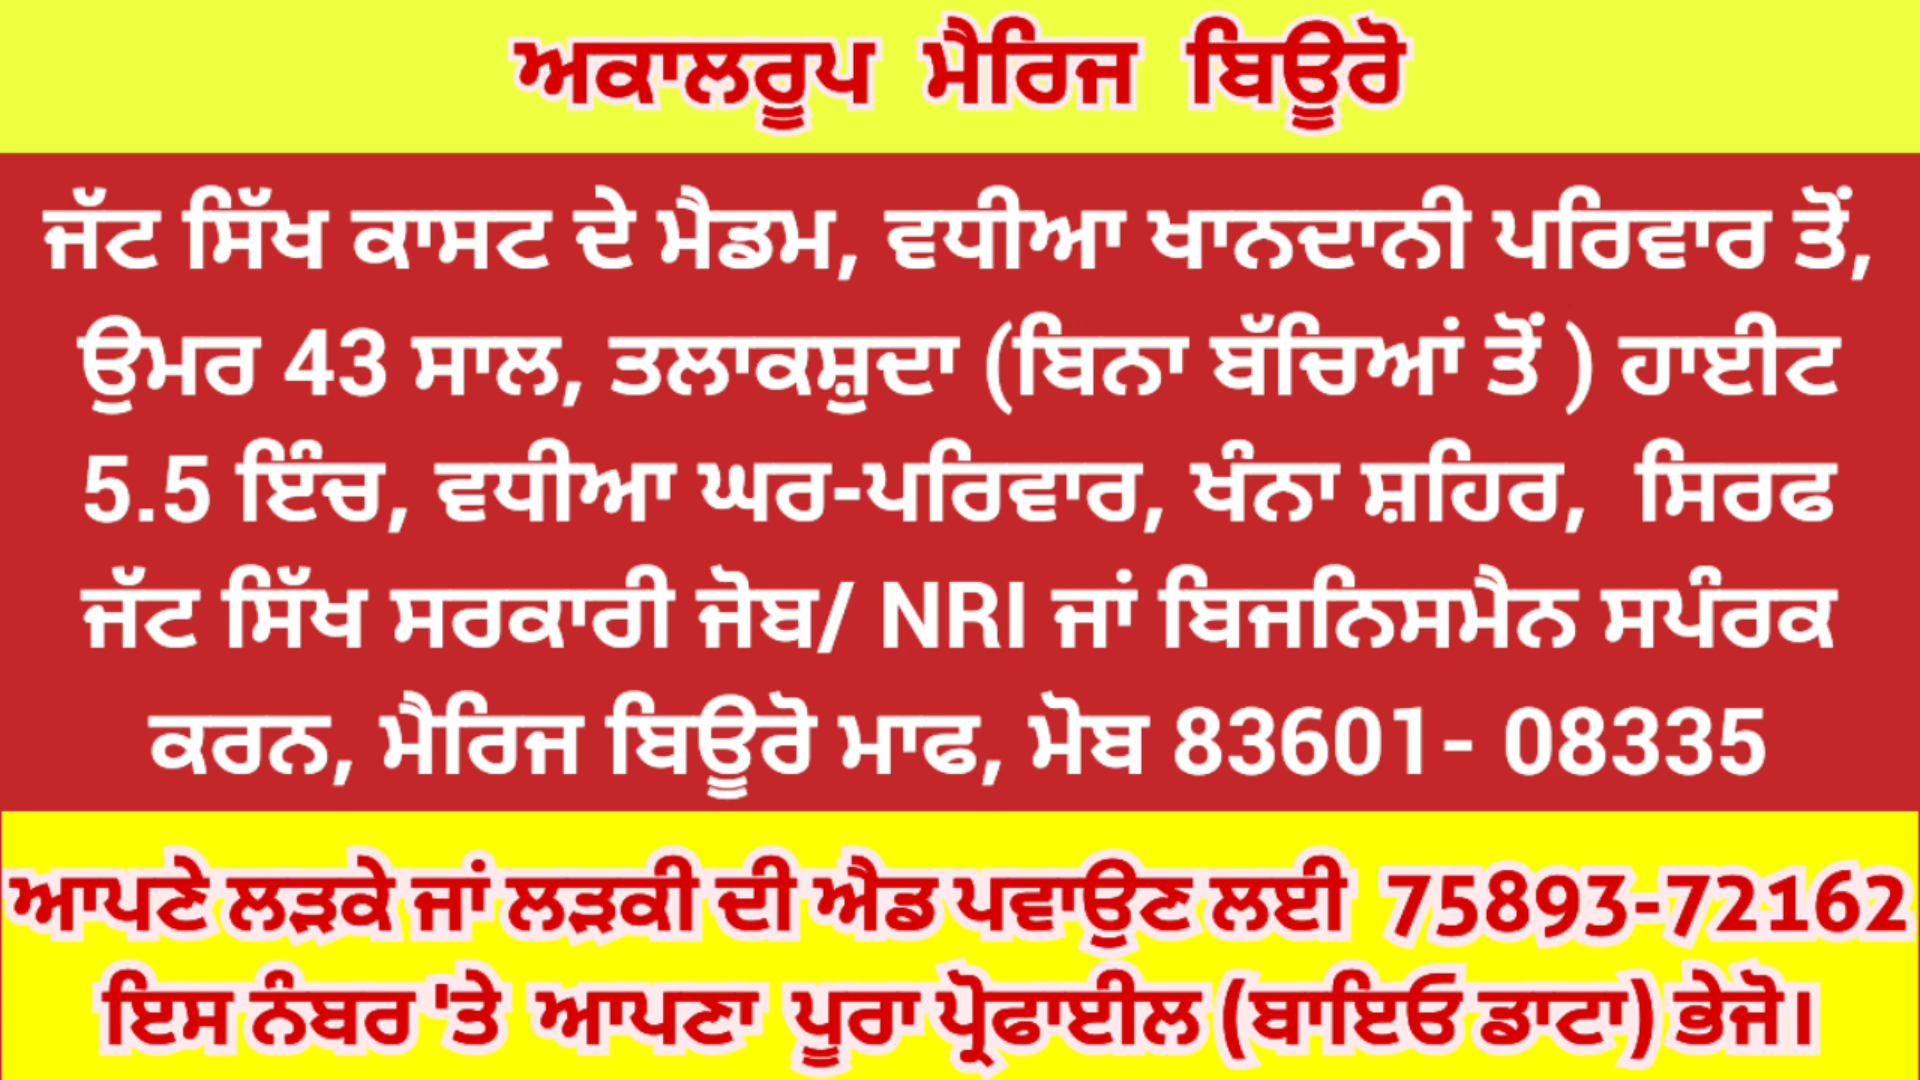 ਅਕਾਲਰੂਪ ਮੈਰਿਜ ਬਿਊਰੋ
ਜੱਟ ਸਿੱਖ ਕਾਸਟ ਦੇ ਮੈਡਮ, ਵਧੀਆ ਖਾਨਦਾਨੀ ਪਰਿਵਾਰ ਤੋਂ,
ਉਮਰ 43 ਸਾਲ, ਤਲਾਕਸ਼ੁਦਾ (ਬਿਨਾ ਬੱਚਿਆਂ ਤੋਂ ) ਹਾਈਟ
5.5 ਇੰਚ, ਵਧੀਆ ਘਰ-ਪਰਿਵਾਰ, ਖੰਨਾ ਸ਼ਹਿਰ, ਸਿਰਫ
ਜੱਟ ਸਿੱਖ ਸਰਕਾਰੀ ਜੋਬ/ NRI ਜਾਂ ਬਿਜਨਿਸਮੈਨ ਸਪੰਰਕ
ਕਰਨ, ਮੈਰਿਜ ਬਿਊਰੋ ਮਾਫ, ਮੋਬ 83601- 08335
ਆਪਣੇ ਲੜਕੇ ਜਾਂ ਲੜਕੀ ਦੀ ਐਡ ਪਵਾਉਣ ਲਈ 75893-72162
ਇਸ ਨੰਬਰ 'ਤੇ ਆਪਣਾ ਪੂਰਾ ਪ੍ਰੋਫਾਈਲ (ਬਾਇਓ ਡਾਟਾ) ਭੇਜੋ।